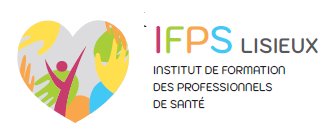 IFPS LISIEUX
INSTITUT DE FORMATION
DES PROFESSIONNELS
DE SANTÉ